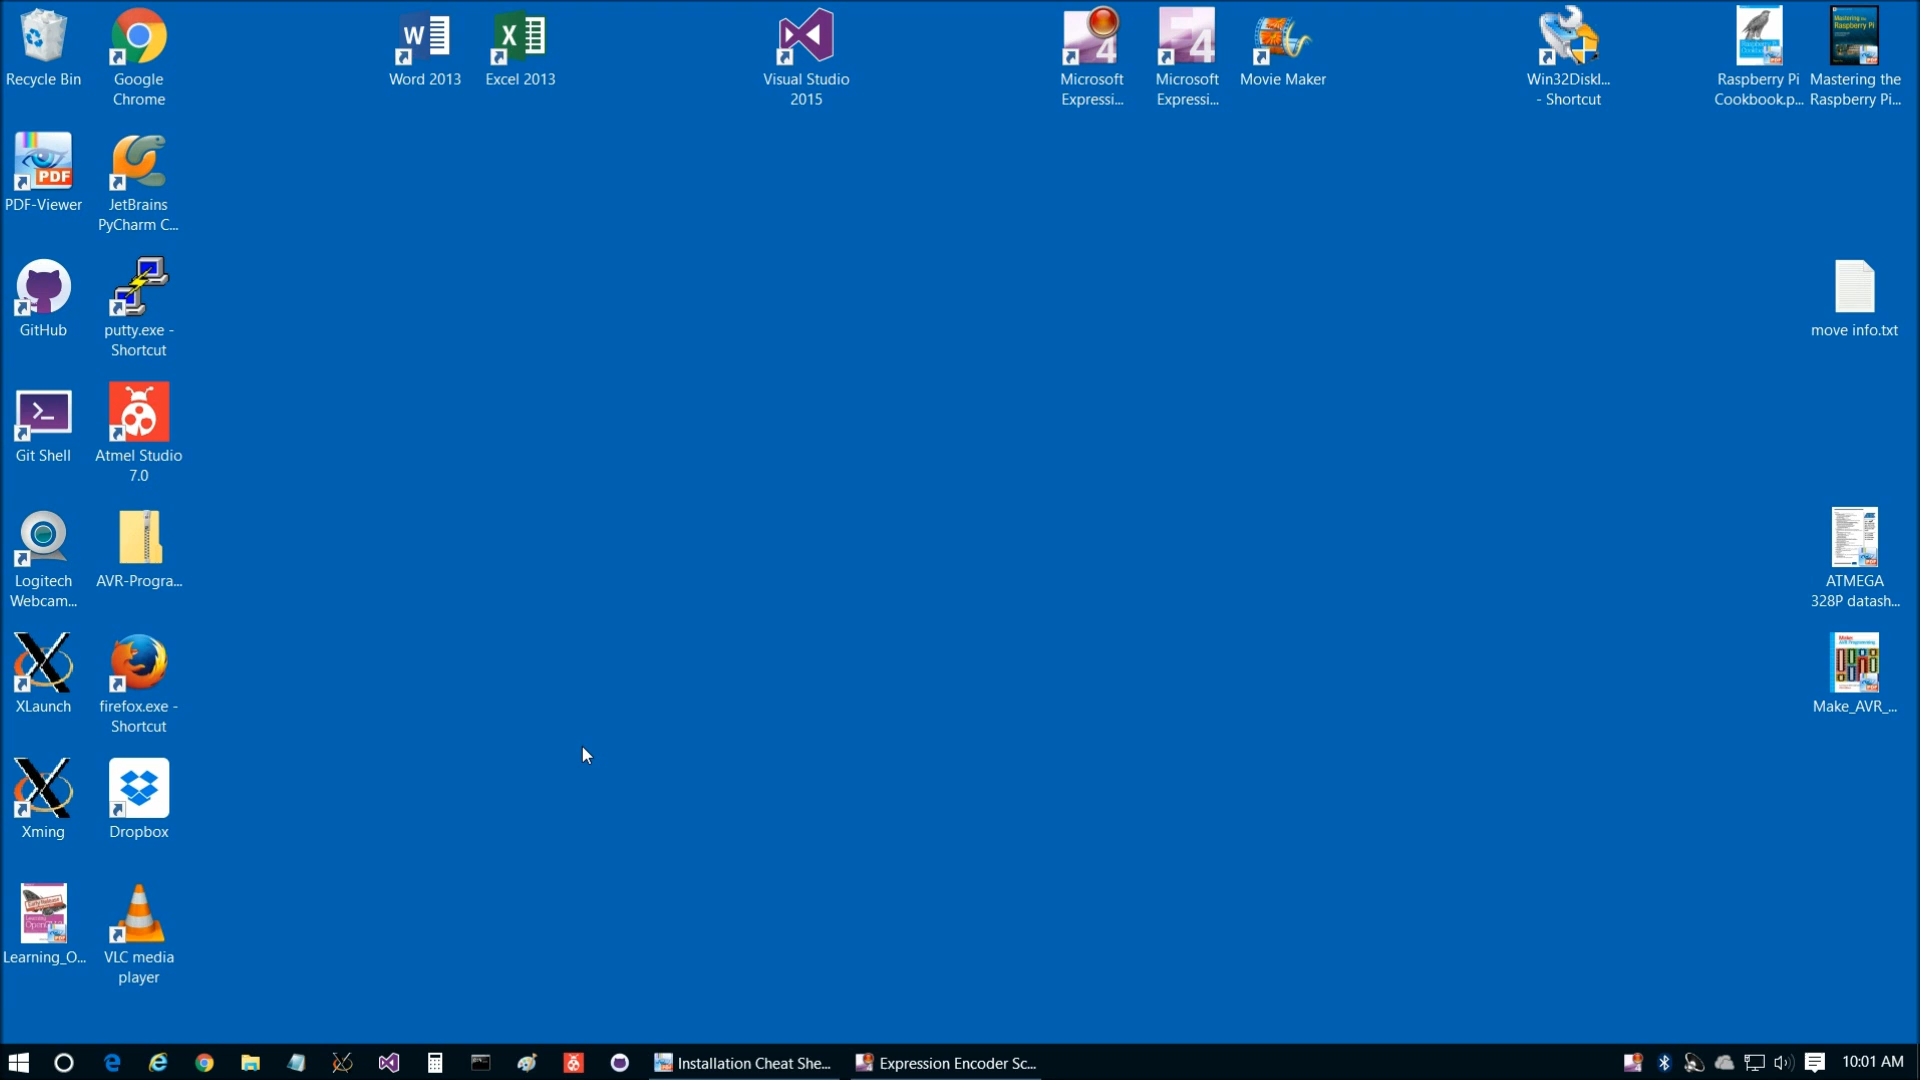 Recycle Bin
Google
Chrome
Word 2013
Excel 2013
Visual Studio
2015
Microsoft
Expressi...
Microsoft
Expressi...
Movie Maker
Win32DiskI...
- Shortcut
Raspberry Pi
Cookbook.p...
Mastering the
Raspberry Pi...
PDF
PDF-Viewer
JetBrains
PyCharm C...
GitHub
putty.exe -
Shortcut
move info.txt
Git Shell
Atmel Studio
7.0
Logitech
Webcam...
AVR-Progra...
ATMEGA
328P datash...
XLaunch
firefox.exe -
Shortcut
Make_AVR_...
Xming
Dropbox
Learning_O...
VLC media
player
Installation Cheat She...
Expression Encoder Sc...
10:01 AM